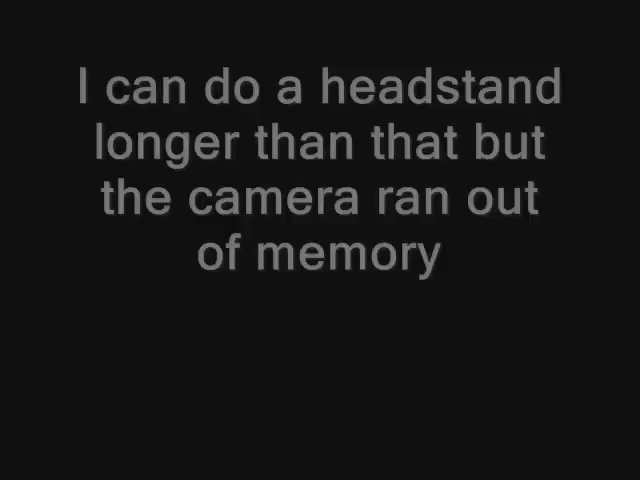 I can do a headstand
longer than that but
the camera ran out
of memory